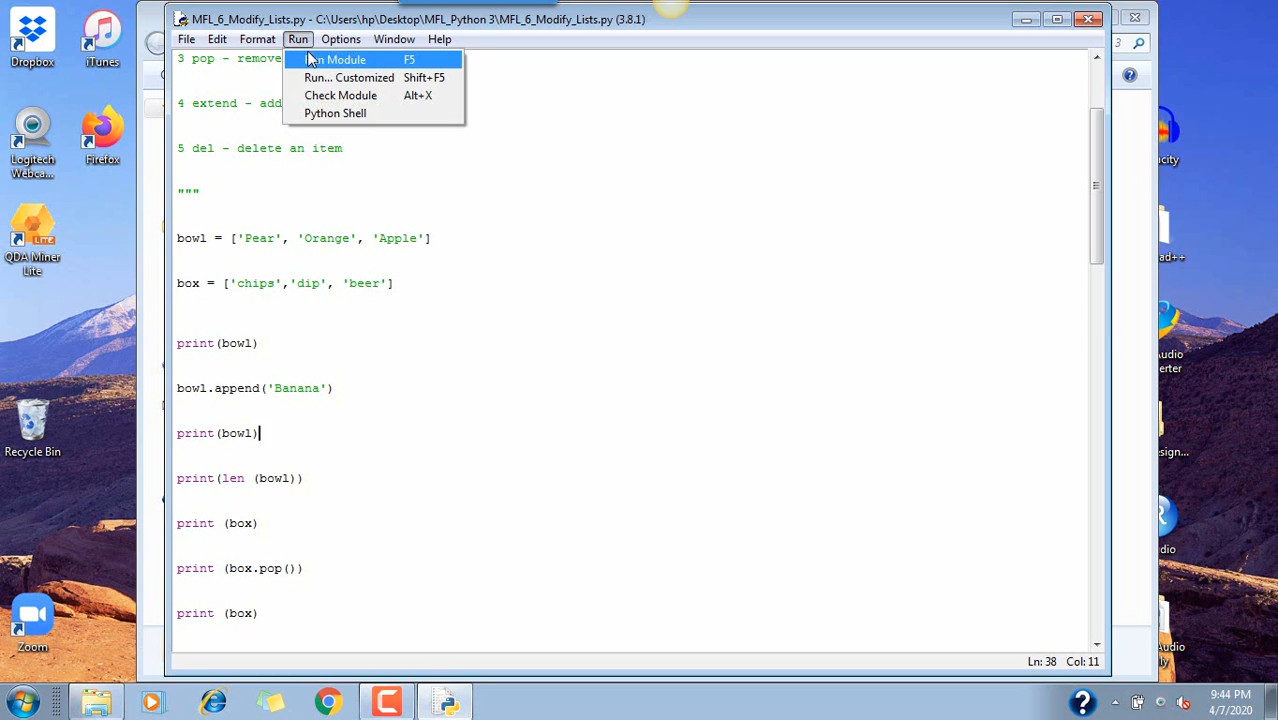 MFL_6_Modify_Lists.py - C:\Users\hp\Desktop\MFL_Python 3\MFL_6_Modify_Lists.py (3.8.1)
File Edit Format Run Options Window Help
3 pop - remove
Module F5
Run... Customized Shift+F5
Check Module Alt+X
Python Shell
4 extend - add
5 del - delete an item
"""
bowl = ['Pear', 'Orange', 'Apple']
box = ['chips','dip', 'beer']
print(bowl)
bowl.append('Banana')
print(bowl)
print(len (bowl))
print (box)
print (box.pop())
print (box)
Ln: 38 Col: 11
Dropbox
iTunes
Logitech
Webca...
Firefox
QDA Miner
Lite
Recycle Bin
Zoom
3
9:44 PM
4/7/2020